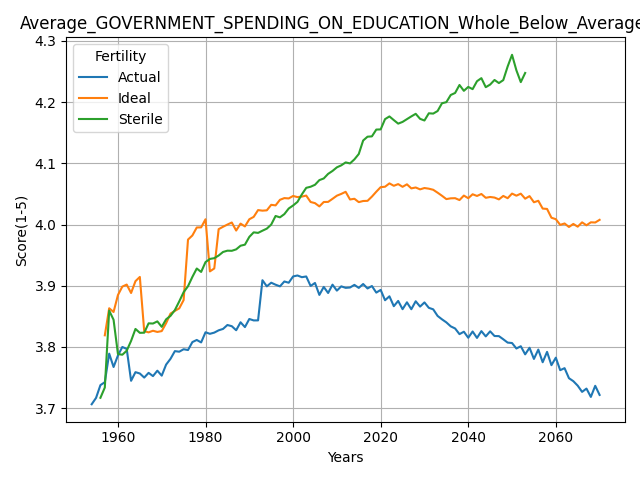 Average_GOVERNMENT_SPENDING_ON_EDUCATION_Whole_Below_Average
4.3
4.2
4.1
4.0
3.9
3.8
3.7
Score(1-5)
Fertility
Actual
Ideal
Sterile
1960
1980
2000
2020
2040
2060
Years